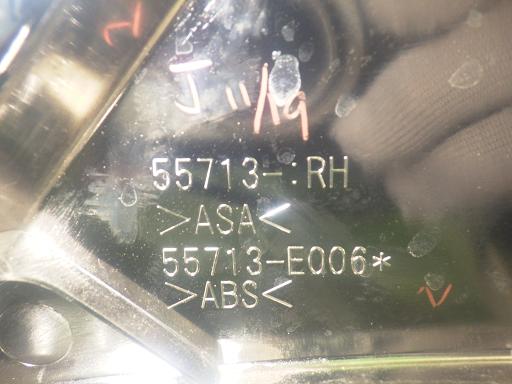 J 11/19
55713-:RH
>ASA<
55713-E006*
>ABS<